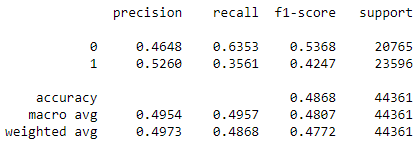 precision recall f1-score support
0 0.4648 0.6353 0.5368 20765
1 0.5260 0.3561 0.4247 23596
accuracy 0.4868 44361
macro avg 0.4954 0.4957 0.4807 44361
weighted avg 0.4973 0.4868 0.4772 44361